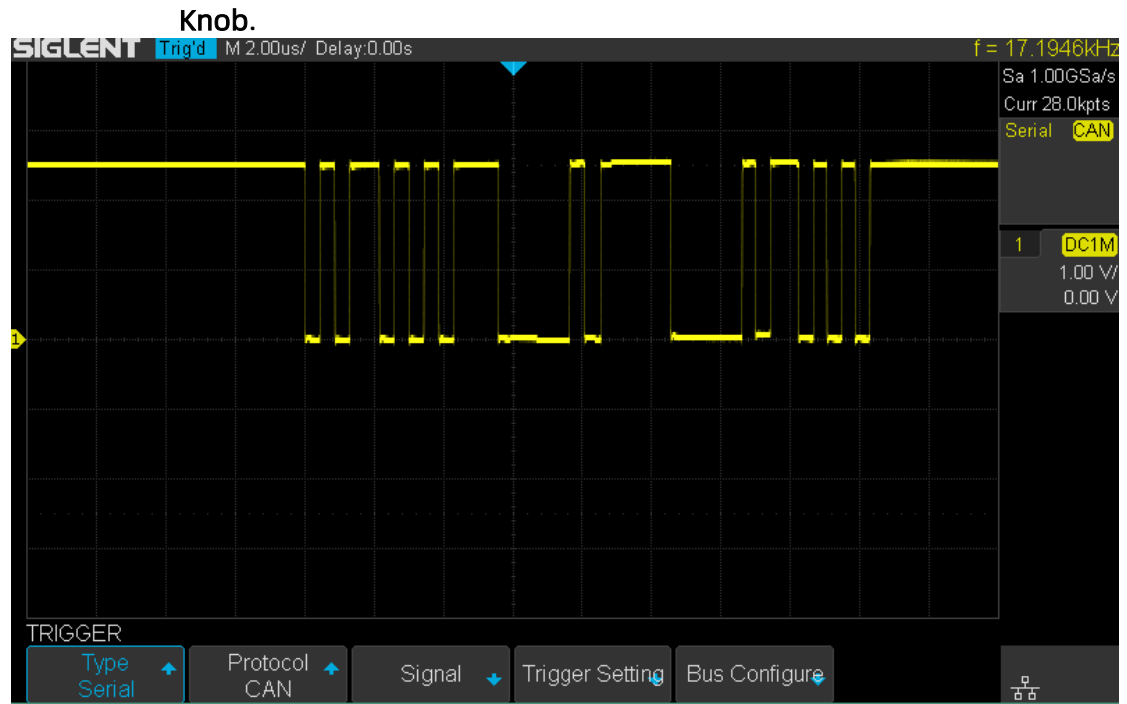 Knob.
SIGLENT Trig'd M 2.00us/ Delay:0.00s f = 17.1946kHz
Sa 1.00GSa/s
Curr 28.0kpts
Serial CAN
1 DC1M
1.00 V/
0.00 V
1
TRIGGER
Type Protocol Signal Trigger Setting Bus Configure
Serial CAN